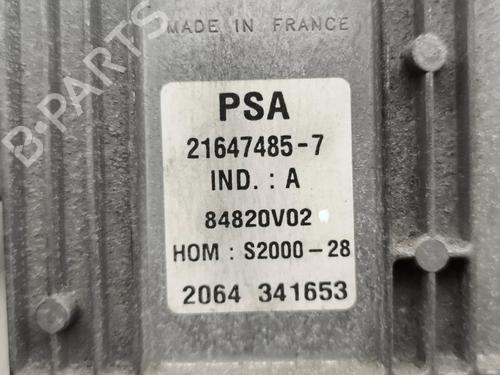 MADE IN FRANCE
B-PARTS
PSA
21647485-7
IND. : A
84820V02
HOM : S2000-28
2064 341653